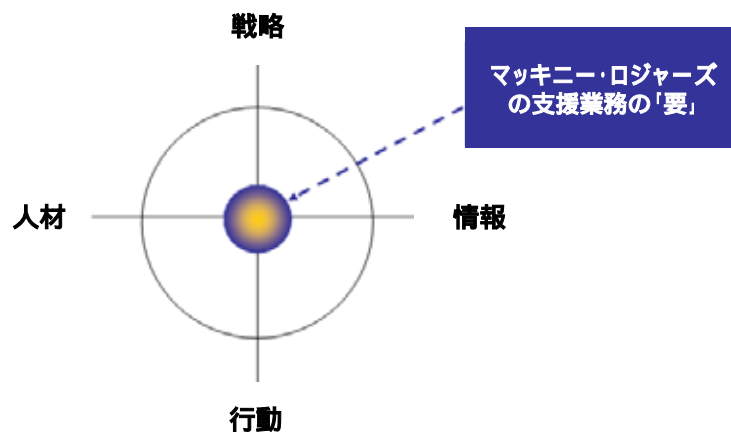 戦略
マッキニー・ロジャーズ
の支援業務の「要」
人材
情報
行動